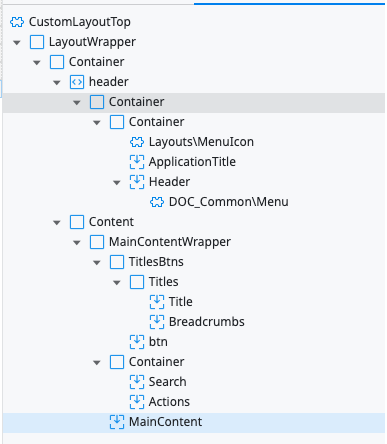 CustomLayoutTop
LayoutWrapper
Container
header
Container
Container
Layouts\MenuIcon
ApplicationTitle
Header
DOC_Common\Menu
Content
MainContentWrapper
TitlesBtns
Titles
Title
Breadcrumbs
btn
Container
Search
Actions
MainContent